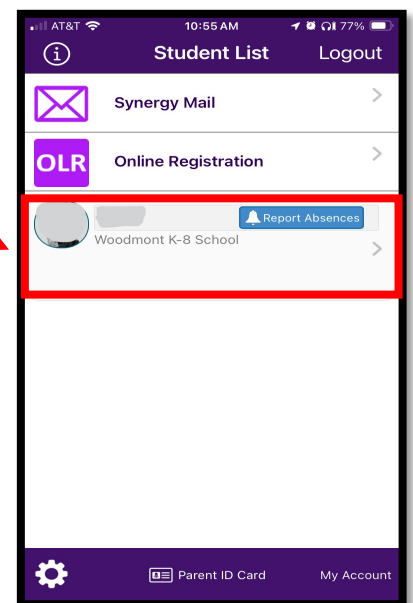 AT&T 10:55 AM 77%
Student List Logout
Synergy Mail
OLR Online Registration
Report Absences
Woodmont K-8 School
Parent ID Card My Account